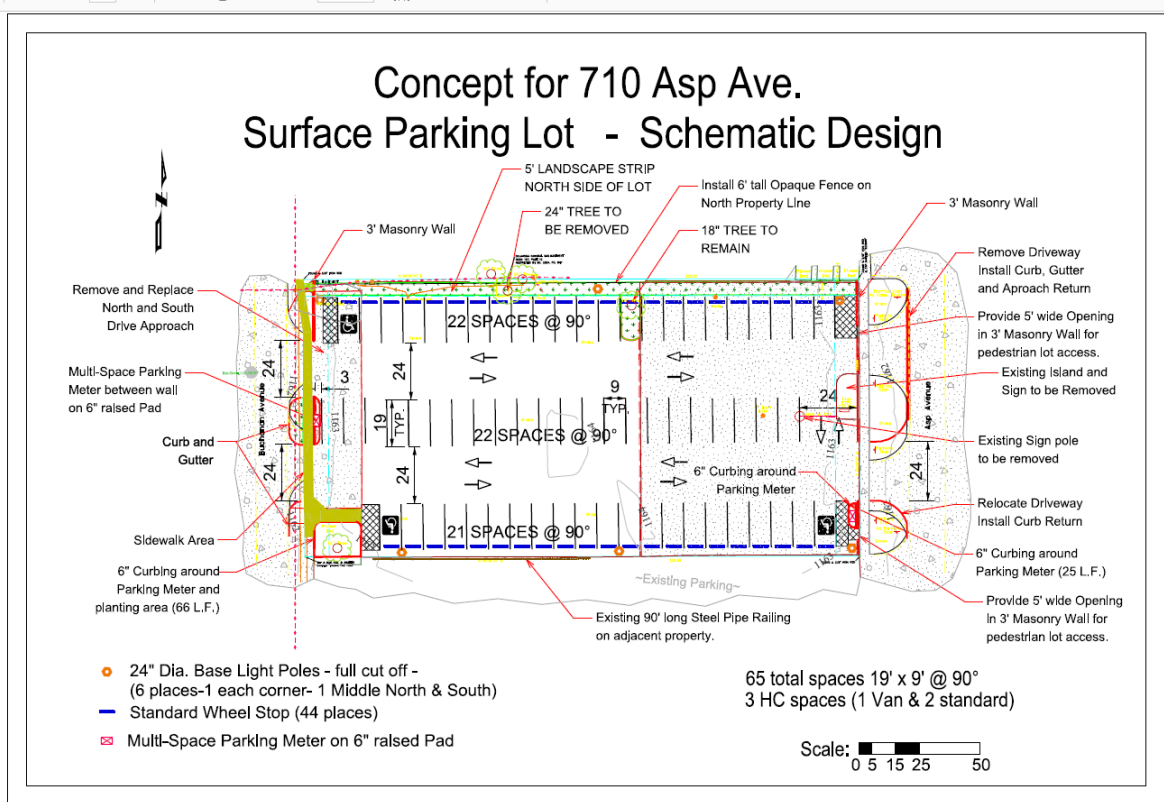 Concept for 710 Asp Ave.
Surface Parking Lot - Schematic Design
5' LANDSCAPE STRIP
NORTH SIDE OF LOT
24" TREE TO
BE REMOVED
Install 6' tall Opaque Fence on
North Property Line
18" TREE TO
REMAIN
3' Masonry Wall
3' Masonry Wall
Remove Driveway
Install Curb, Gutter
and Aproach Return
Remove and Replace
North and South
Drive Approach
Provide 5' wide Opening
in 3' Masonry Wall for
pedestrian lot access.
Multi-Space Parking
Meter between wall
on 6" raised Pad
Existing Island and
Sign to be Removed
Curb and
Gutter
Existing Sign pole
to be removed
Sidewalk Area
Relocate Driveway
Install Curb Return
6" Curbing around
Parking Meter and
planting area (66 L.F.)
6" Curbing around
Parking Meter (25 L.F.)
Provide 5' wide Opening
in 3' Masonry Wall for
pedestrian lot access.
22 SPACES @ 90°
22 SPACES @ 90°
21 SPACES @ 90°
24
24
3
24
19
TYP.
24
9
TYP.
24
24
Buchanan Avenue
Asp Avenue
1163
1162
1163
1162
1163
6" Curbing around
Parking Meter
~Existing Parking~
Existing 90' long Steel Pipe Railing
on adjacent property.
24" Dia. Base Light Poles - full cut off -
(6 places-1 each corner- 1 Middle North & South)
Standard Wheel Stop (44 places)
Multi-Space Parking Meter on 6" raised Pad
65 total spaces 19' x 9' @ 90°
3 HC spaces (1 Van & 2 standard)
Scale:
0 5 15 25 50